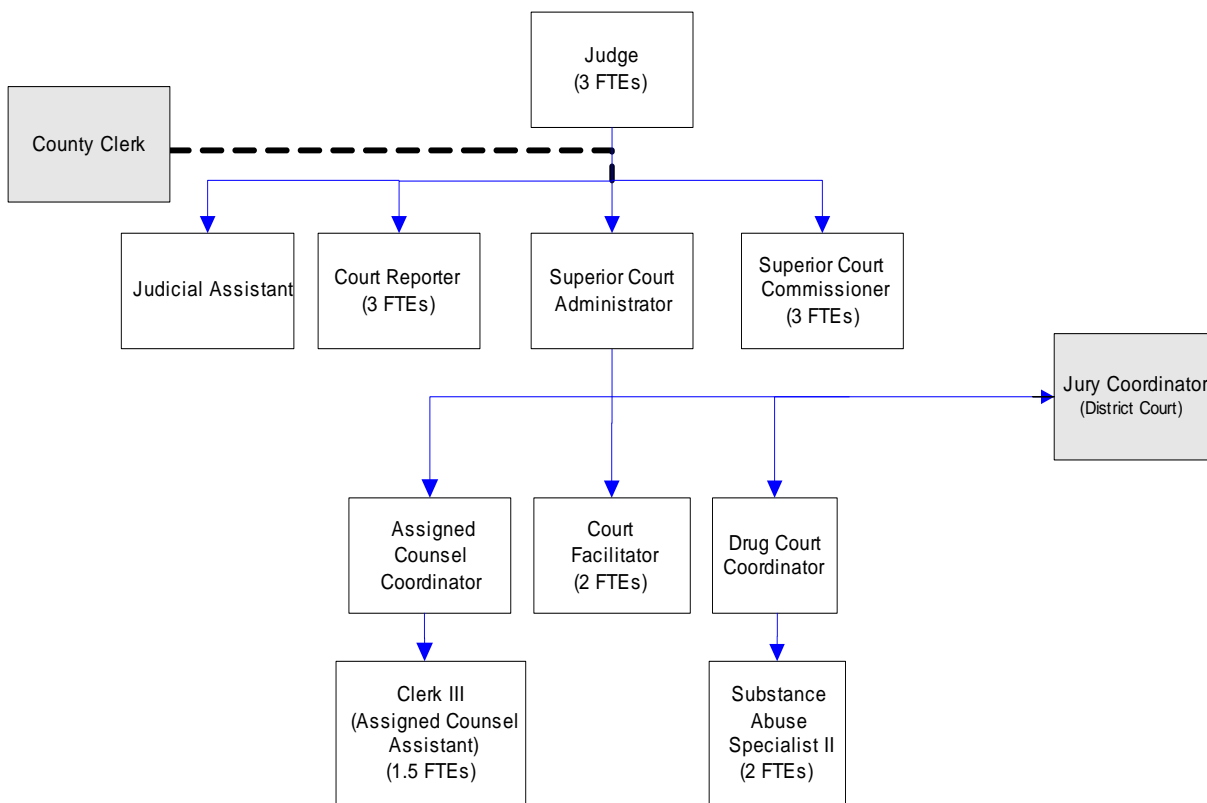 Judge
(3 FTEs)
County Clerk
Judicial Assistant
Court Reporter
(3 FTEs)
Superior Court
Administrator
Superior Court
Commissioner
(3 FTEs)
Jury Coordinator
(District Court)
Assigned
Counsel
Coordinator
Court
Facilitator
(2 FTEs)
Drug Court
Coordinator
Clerk III
(Assigned Counsel
Assistant)
(1.5 FTEs)
Substance
Abuse
Specialist II
(2 FTEs)